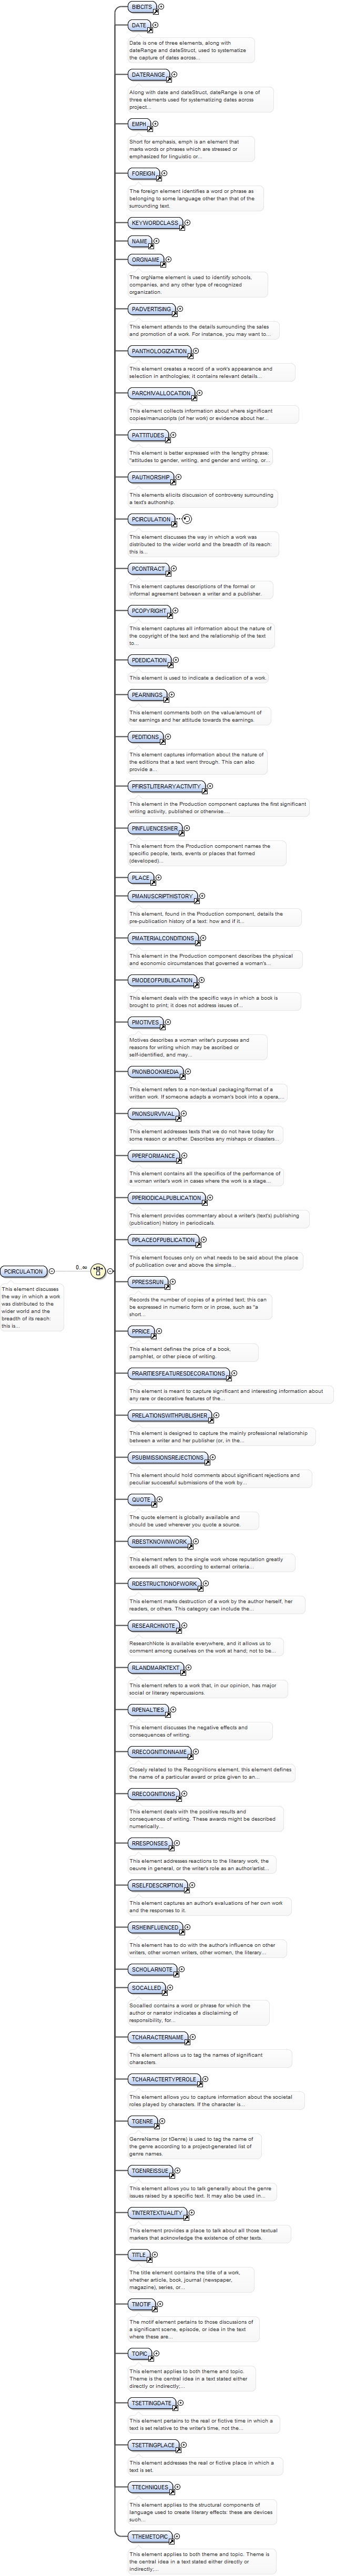 BIBCITS
DATE
Date is one of three elements, along with
dateRange and dateStruct, used to systematize
the capture of dates across...
DATERANGE
Along with date and dateStruct, dateRange is one of
three elements used for systematizing dates across
project...
EMPH
Short for emphasis, emph is an element that
marks words or phrases which are stressed or
emphasized for linguistic or...
FOREIGN
The foreign element identifies a word or phrase as
belonging to some language other than that of the
surrounding text.
KEYWORDCLASS
NAME
ORGNAME
The orgName element is used to identify schools,
companies, and any other type of recognized
organization.
PADVERTISING
This element attends to the details surrounding the sales
and promotion of a work. For instance, you may want to...
PANTHOLOGIZATION
This element creates a record of a work's appearance and
selection in anthologies; it contains relevant details...
PARCHIVALLOCATION
This element collects information about where significant
copies/manuscripts (of her work) or evidence about her...
PATTITUDES
This element is better expressed with the lengthy phrase:
"attitudes to gender, writing, and gender and writing, or...
PAUTHORSHIP
This elements elicits discussion of controversy surrounding
a text's authorship.
PCIRCULATION
This element discusses the way in which a work was
distributed to the wider world and the breadth of its reach:
this is...
PCONTRACT
This element captures descriptions of the formal or
informal agreement between a writer and a publisher.
PCOPYRIGHT
This element captures all information about the nature of
the copyright of the text and the relationship of the text
to...
PDEDICATION
This element is used to indicate a dedication of a work.
PEARNINGS
This element comments both on the value/amount of
her earnings and her attitude towards the earnings.
PEDITIONS
This element captures information about the nature of
the editions that a text went through. This can also
provide a...
PFIRSTLITERARYACTIVITY
This element in the Production component captures the first significant
writing activity, published or otherwise....
PINFLUENCESHER
This element from the Production component names the
specific people, texts, events or places that formed
(developed)...
PLACE
PMANUSCRIPTHISTORY
This element, found in the Production component, details the
pre-publication history of a text: how and if it...
PMATERIALCONDITIONS
This element in the Production component describes the physical
and economic circumstances that governed a woman's...
PMODEOFPUBLICATION
This element deals with the specific ways in which a book is
brought to print; it does not address issues of...
PMOTIVES
Motives describes a woman writer's purposes and
reasons for writing which may be ascribed or
self-identified, and may...
PNONBOOKMEDIA
This element refers to a non-textual packaging/format of a
written work. If someone adapts a woman's book into a opera,...
PNONSURVIVAL
This element addresses texts that we do not have today for
some reason or another. Describes any mishaps or disasters...
PPERFORMANCE
This element contains all the specifics of the performance of
a woman writer's work in cases where the work is a stage...
PPERIODICALPUBLICATION
This element provides commentary about a writer's (text's) publishing
(publication) history in periodicals.
PPLACEOFPUBLICATION
This element focuses only on what needs to be said about the place
of publication over and above the simple...
PCIRCULATION
0..∞
This element discusses
the way in which a work
was distributed to the
wider world and the
breadth of its reach:
this is...
PPRESSRUN
Records the number of copies of a printed text; this can
be expressed in numeric form or in prose, such as "a
short...
PPRICE
This element defines the price of a book,
pamphlet, or other piece of writing.
PRARITIESFEATURESDECORATIONS
This element is meant to capture significant and interesting information about
any rare or decorative features of the...
PRELATIONSWITHPUBLISHER
This element is designed to capture the mainly professional relationship
between a writer and her publisher (or, in the...
PSUBMISSIONSREJECTIONS
This element should hold comments about significant rejections and
peculiar successful submissions of the work by...
QUOTE
The quote element is globally available and
should be used wherever you quote a source.
RBESTKNOWNWORK
This element refers to the single work whose reputation greatly
exceeds all others, according to external criteria...
RDESTRUCTIONOFWORK
This element marks destruction of a work by the author herself, her
readers, or others. This category can include the...
RESEARCHNOTE
ResearchNote is available everywhere, and it allows us to
comment among ourselves on the work at hand; not to be...
RLANDMARKTEXT
This element refers to a work that, in our opinion, has major
social or literary repercussions.
RPENALTIES
This element discusses the negative effects and
consequences of writing.
RRECOGNITIONNAME
Closely related to the Recognitions element, this element defines
the name of a particular award or prize given to an...
RRECOGNITIONS
This element deals with the positive results and
consequences of writing. These awards might be described
numerically...
RRESPONSES
This element addresses reactions to the literary work, the
oeuvre in general, or the writer's role as an author/artist...
RSELFDESCRIPTION
This element captures an author's evaluations of her own work
and the responses to it.
RSHEINFLUENCED
This element has to do with the author's influence on other
writers, other women writers, other women, the literary...
SCHOLARNOTE
SOCALLED
Socalled contains a word or phrase for which the
author or narrator indicates a disclaiming of
responsibility, for...
TCHARACTERNAME
This element allows us to tag the names of significant
characters.
TCHARACTERTYPEROLE
This element allows you to capture information about the societal
roles played by characters. If the character is...
TGENRE
GenreName (or tGenre) is used to tag the name of
the genre according to a project-generated list of
genre names.
TGENREISSUE
This element allows you to talk generally about the genre
issues raised by a specific text. It may also be used in...
TINTERTEXTUALITY
This element provides a place to talk about all those textual
markers that acknowledge the existence of other texts.
TITLE
The title element contains the title of a work,
whether article, book, journal (newspaper,
magazine), series, or...
TMOTIF
The motif element pertains to those discussions of
a significant scene, episode, or idea in the text
where these are...
TOPIC
This element applies to both theme and topic.
Theme is the central idea in a text stated either
directly or indirectly;...
TSETTINGDATE
This element pertains to the real or fictive time in which a
text is set relative to the writer's time, not the...
TSETTINGPLACE
This element addresses the real or fictive place in which a
text is set.
TTECHNIQUES
This element applies to the structural components of
language used to create literary effects: these are devices
such...
TTHEMETOPIC
This element applies to both theme and topic. Theme is
the central idea in a text stated either directly or
indirectly;...